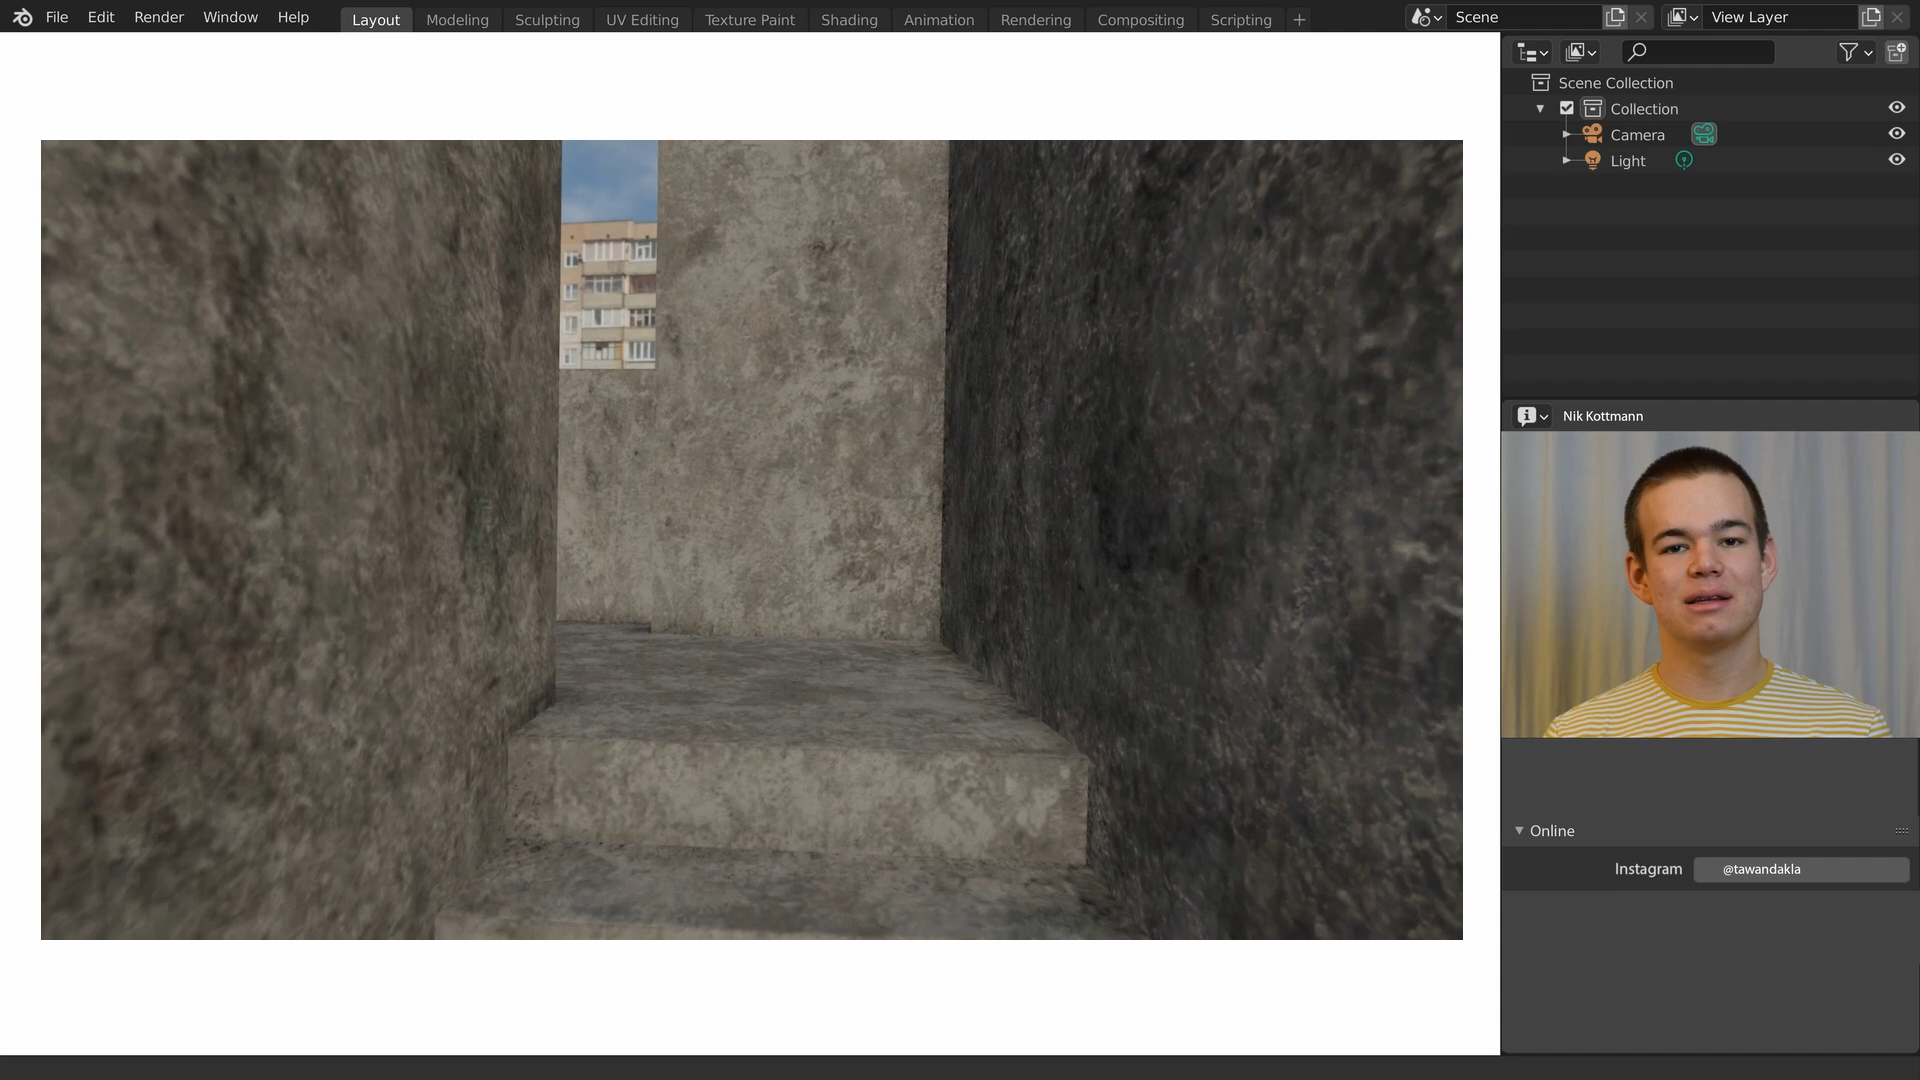 File Edit Render Window Help Layout Modeling Sculpting UV Editing Texture Paint Shading Animation Rendering Compositing Scripting + Scene View Layer
Scene Collection
Collection
Camera
Light
Nik Kottmann
Online
Instagram @tawandakla